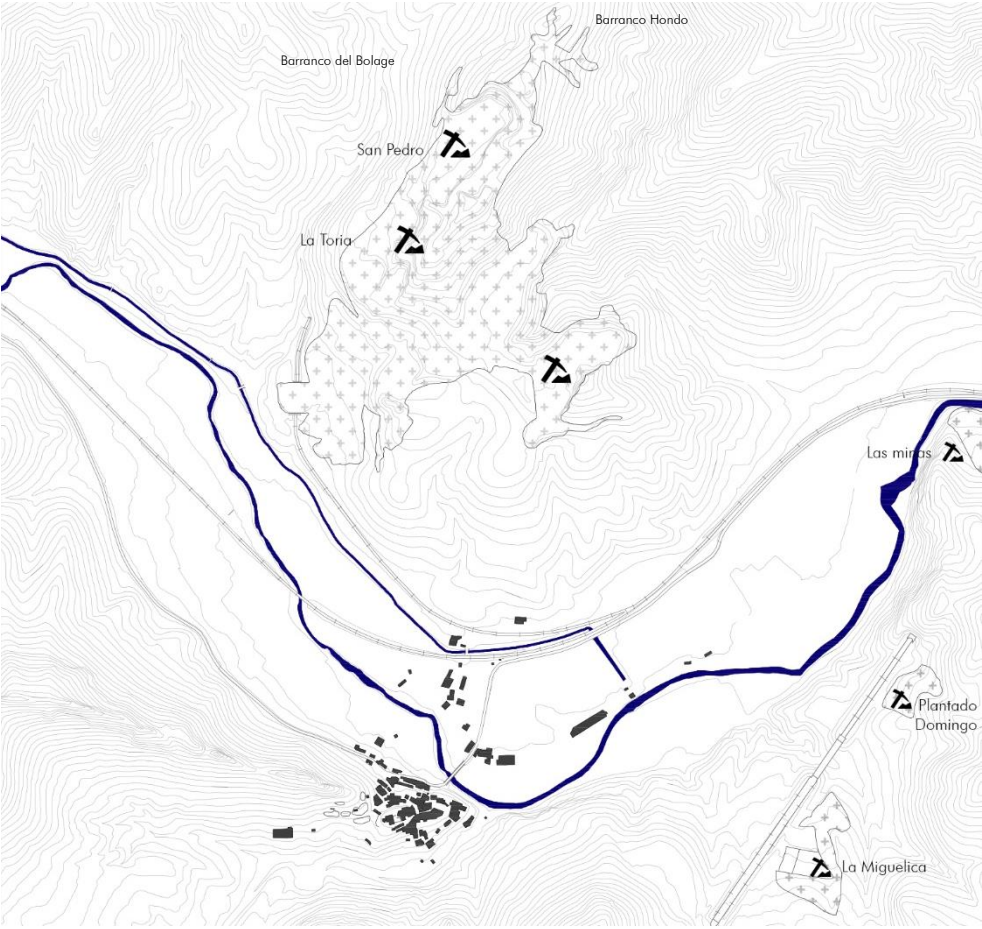 Barranco Hondo
Barranco del Bolage
San Pedro
La Toria
Las minas
Plantado
Domingo
La Miguelica